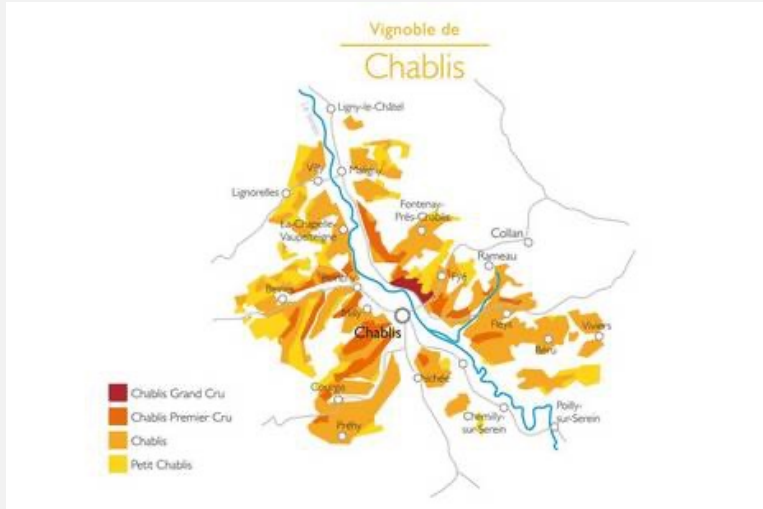 Vignoble de
Chablis
Ligny-le-Châtel
Villy
Maligny
Lignorelles
Fontenay-
Près-Chablis
La-Chapelle-
Vaupelteigne
Collan
Rameau
Fyé
Beines
Poinchy
Milly
Chablis
Fleys
Viviers
Béru
Chichée
Courgis
Préhy
Chemilly-
sur-Serein
Poilly
-sur-Serein
Chablis Grand Cru
Chablis Premier Cru
Chablis
Petit Chablis